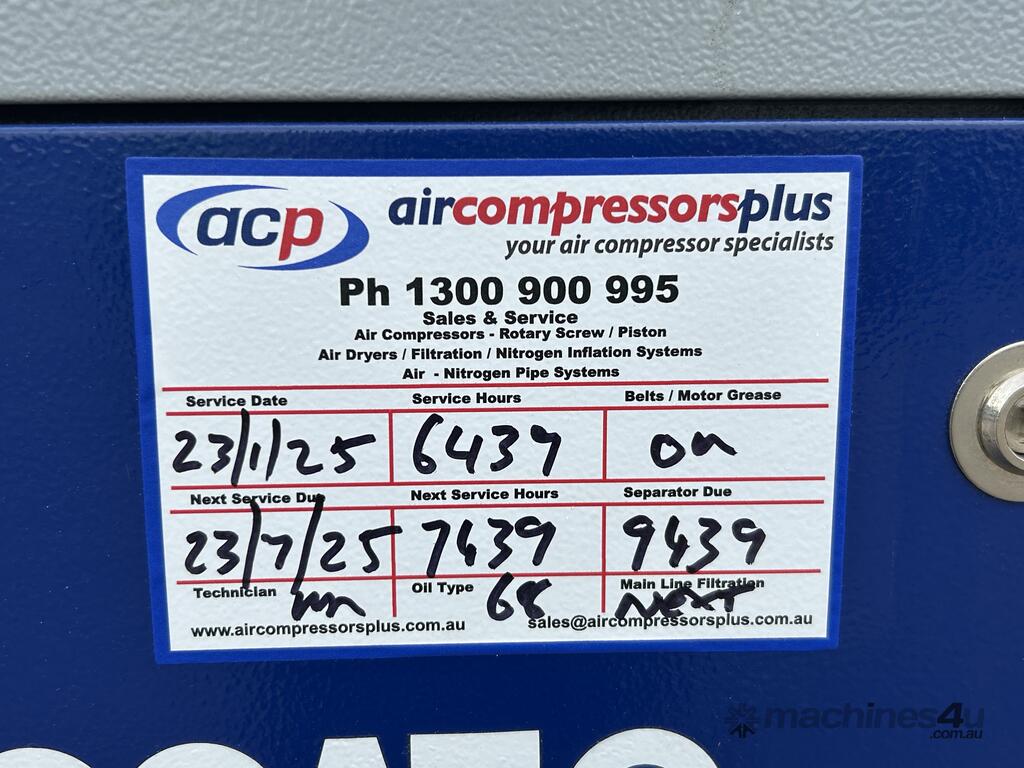 acp
aircompressorsplus
your air compressor specialists
Ph 1300 900 995
Sales & Service
Air Compressors - Rotary Screw / Piston
Air Dryers / Filtration / Nitrogen Inflation Systems
Air - Nitrogen Pipe Systems
Service Date Service Hours Belts / Motor Grease
23/1/25 6439 on
Next Service Due Next Service Hours Separator Due
23/7/25 7439 9439
Technician Oil Type 68 Main Line Filtration NEXT
www.aircompressorsplus.com.au sales@aircompressorsplus.com.au
machines4u
.com.au